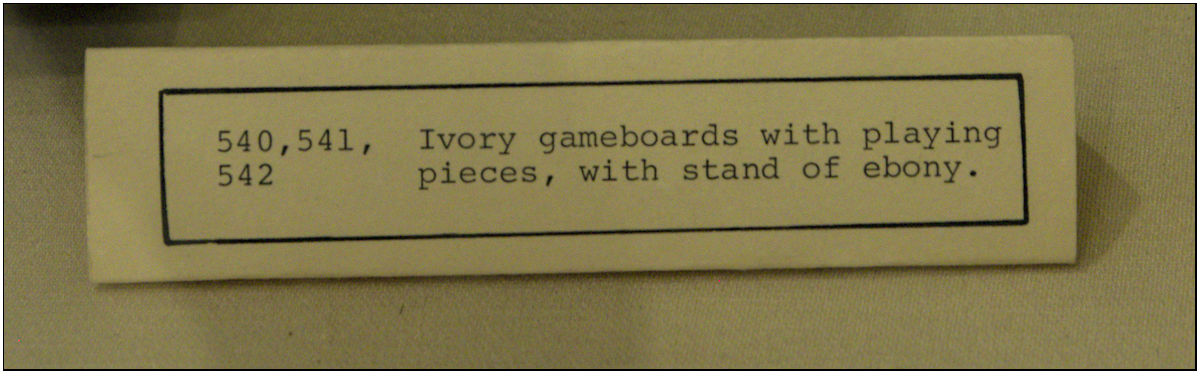 540,541, Ivory gameboards with playing
542 pieces, with stand of ebony.